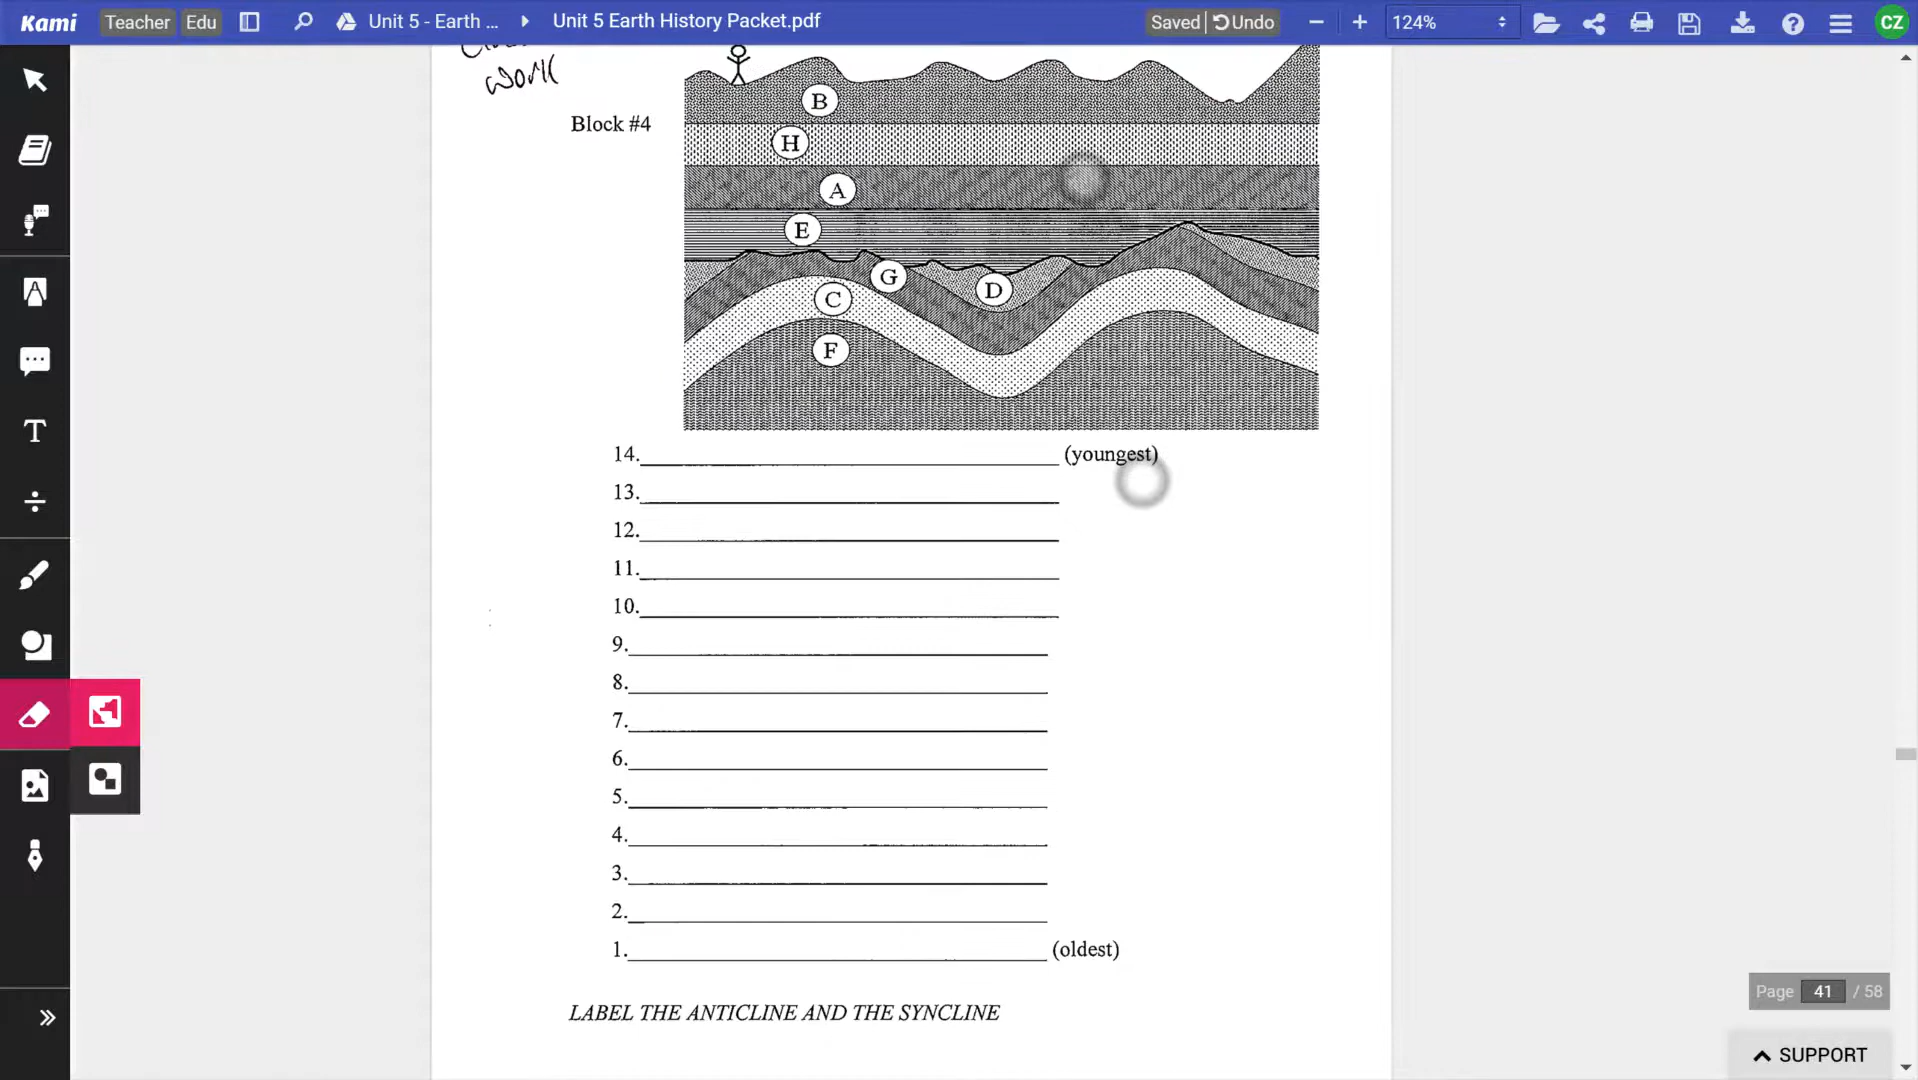 Kami Teacher Edu Unit 5 - Earth ... Unit 5 Earth History Packet.pdf Saved Undo 124% CZ
work
Block #4
B
H
A
E
G
D
C
F
14. (youngest)
13.
12.
11.
10.
9.
8.
7.
6.
5.
4.
3.
2.
1. (oldest)
LABEL THE ANTICLINE AND THE SYNCLINE
Page 41 / 58
SUPPORT